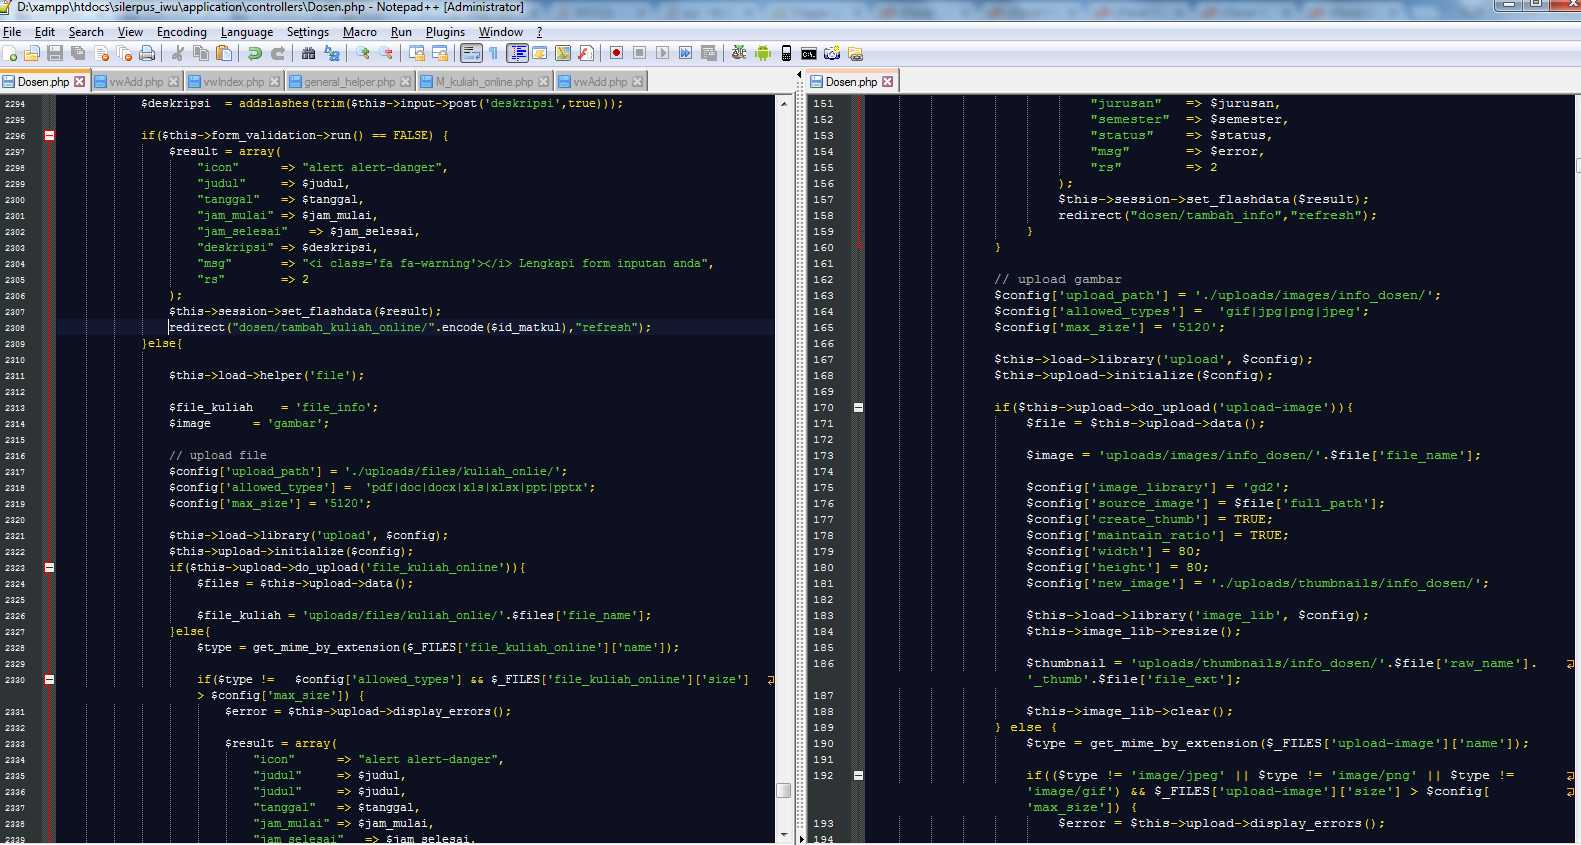 D:\xampp\htdocs\silerpus_iwu\application\controllers\Dosen.php - Notepad++ [Administrator]
File Edit Search View Encoding Language Settings Macro Run Plugins Window ?
Dosen.php vwAdd.php vwIndex.php general_helper.php M_kuliah_online.php vwAdd.php
2294 $deskripsi = addslashes(trim($this->input->post('deskripsi',true)));
2295
2296 if($this->form_validation->run() == FALSE) {
2297 $result = array(
2298 "icon" => "alert alert-danger",
2299 "judul" => $judul,
2300 "tanggal" => $tanggal,
2301 "jam_mulai" => $jam_mulai,
2302 "jam_selesai" => $jam_selesai,
2303 "deskripsi" => $deskripsi,
2304 "msg" => "<i class='fa fa-warning'></i> Lengkapi form inputan anda",
2305 "rs" => 2
2306 );
2307 $this->session->set_flashdata($result);
2308 redirect("dosen/tambah_kuliah_online/".encode($id_matkul),"refresh");
2309 }else{
2310
2311 $this->load->helper('file');
2312
2313 $file_kuliah = 'file_info';
2314 $image = 'gambar';
2315
2316 // upload file
2317 $config['upload_path'] = './uploads/files/kuliah_onlie/';
2318 $config['allowed_types'] = 'pdf|doc|docx|xls|xlsx|ppt|pptx';
2319 $config['max_size'] = '5120';
2320
2321 $this->load->library('upload', $config);
2322 $this->upload->initialize($config);
2323 if($this->upload->do_upload('file_kuliah_online')){
2324 $files = $this->upload->data();
2325
2326 $file_kuliah = 'uploads/files/kuliah_onlie/'.$files['file_name'];
2327 }else{
2328 $type = get_mime_by_extension($_FILES['file_kuliah_online']['name']);
2329
2330 if($type != $config['allowed_types'] && $_FILES['file_kuliah_online']['size']
> $config['max_size']) {
2331 $error = $this->upload->display_errors();
2332
2333 $result = array(
2334 "icon" => "alert alert-danger",
2335 "judul" => $judul,
2336 "judul" => $judul,
2337 "tanggal" => $tanggal,
2338 "jam_mulai" => $jam_mulai,
2339 "jam_selesai" => $jam_selesai,
Dosen.php
151 "jurusan" => $jurusan,
152 "semester" => $semester,
153 "status" => $status,
154 "msg" => $error,
155 "rs" => 2
156 );
157 $this->session->set_flashdata($result);
158 redirect("dosen/tambah_info","refresh");
159 }
160 }
161
162 // upload gambar
163 $config['upload_path'] = './uploads/images/info_dosen/';
164 $config['allowed_types'] = 'gif|jpg|png|jpeg';
165 $config['max_size'] = '5120';
166
167 $this->load->library('upload', $config);
168 $this->upload->initialize($config);
169
170 if($this->upload->do_upload('upload-image')){
171 $file = $this->upload->data();
172
173 $image = 'uploads/images/info_dosen/'.$file['file_name'];
174
175 $config['image_library'] = 'gd2';
176 $config['source_image'] = $file['full_path'];
177 $config['create_thumb'] = TRUE;
178 $config['maintain_ratio'] = TRUE;
179 $config['width'] = 80;
180 $config['height'] = 80;
181 $config['new_image'] = './uploads/thumbnails/info_dosen/';
182
183 $this->load->library('image_lib', $config);
184 $this->image_lib->resize();
185
186 $thumbnail = 'uploads/thumbnails/info_dosen/'.$file['raw_name'].
'_thumb'.$file['file_ext'];
187
188 $this->image_lib->clear();
189 } else {
190 $type = get_mime_by_extension($_FILES['upload-image']['name']);
191
192 if(($type != 'image/jpeg' || $type != 'image/png' || $type !=
'image/gif') && $_FILES['upload-image']['size'] > $config[
'max_size']) {
193 $error = $this->upload->display_errors();
194